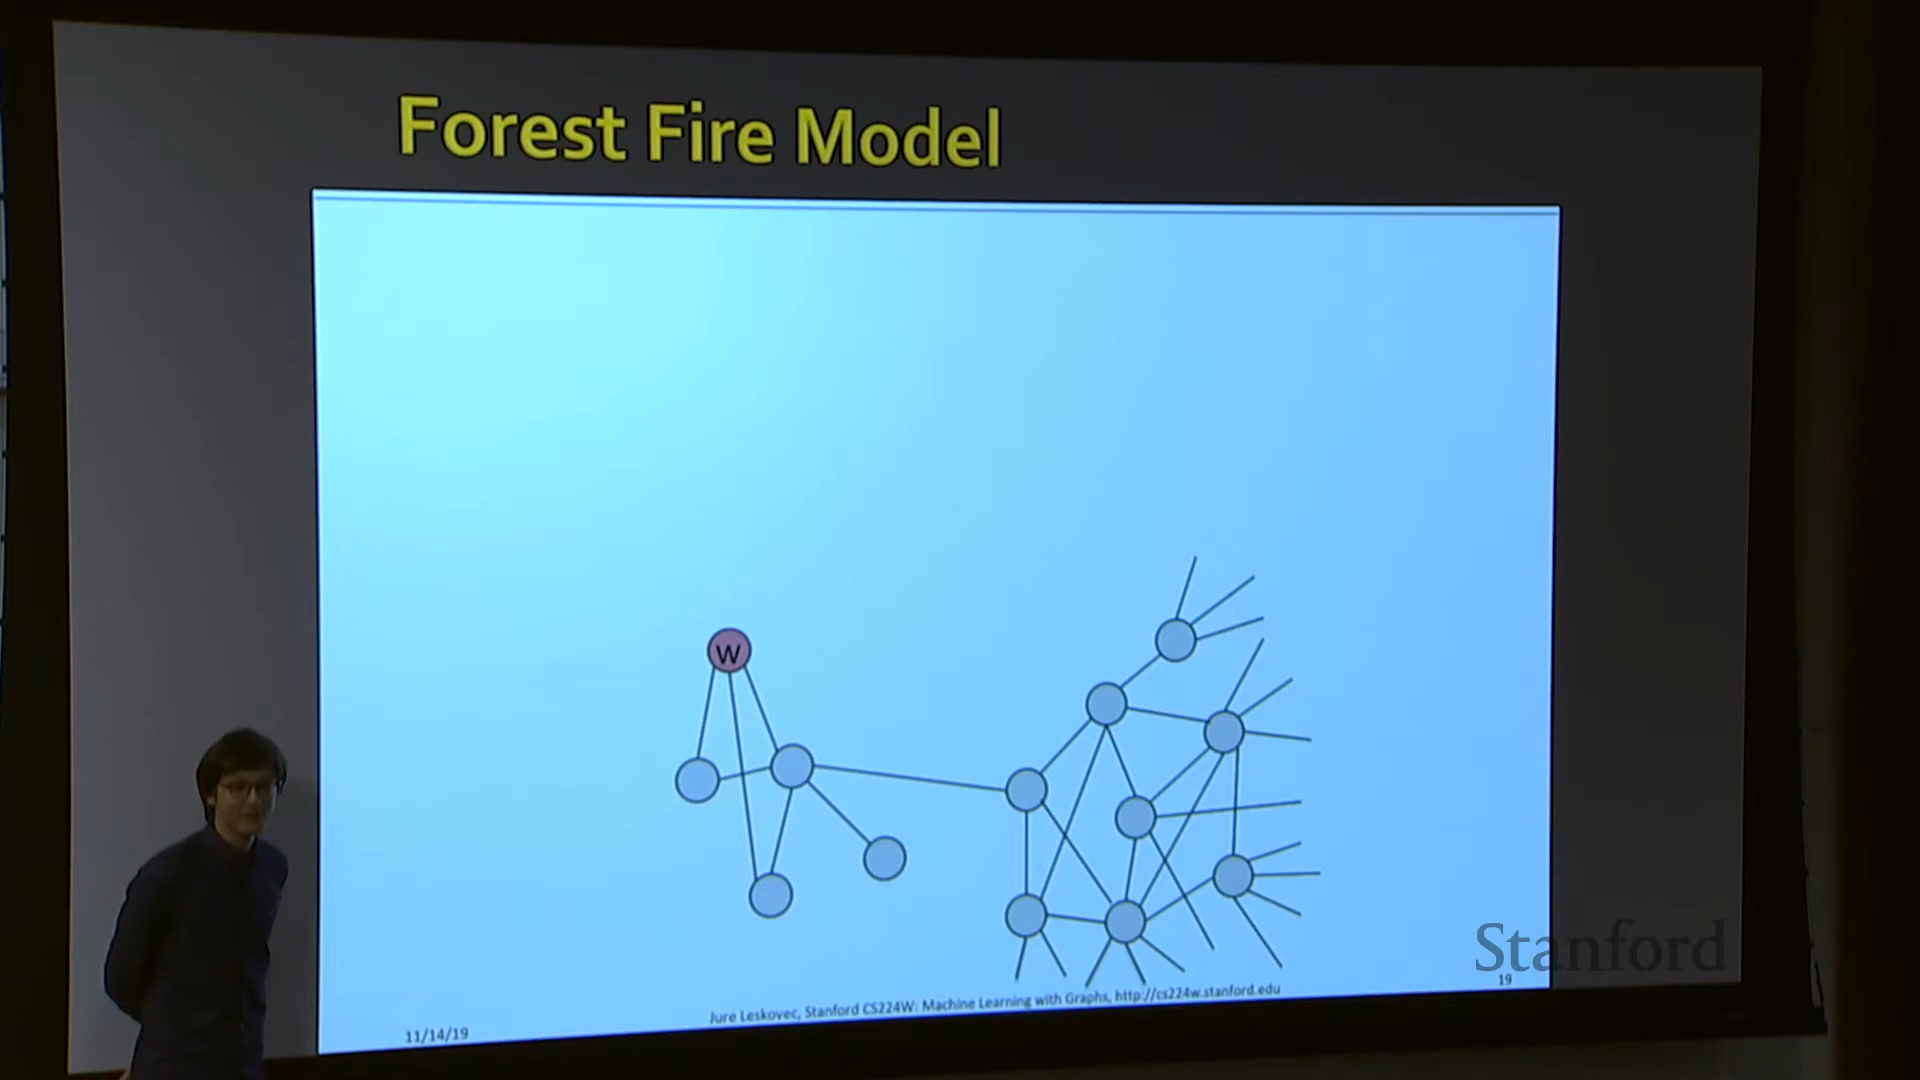 Forest Fire Model
W
Stanford
19
Jure Leskovec, Stanford CS224W: Machine Learning with Graphs, http://cs224w.stanford.edu
11/14/19